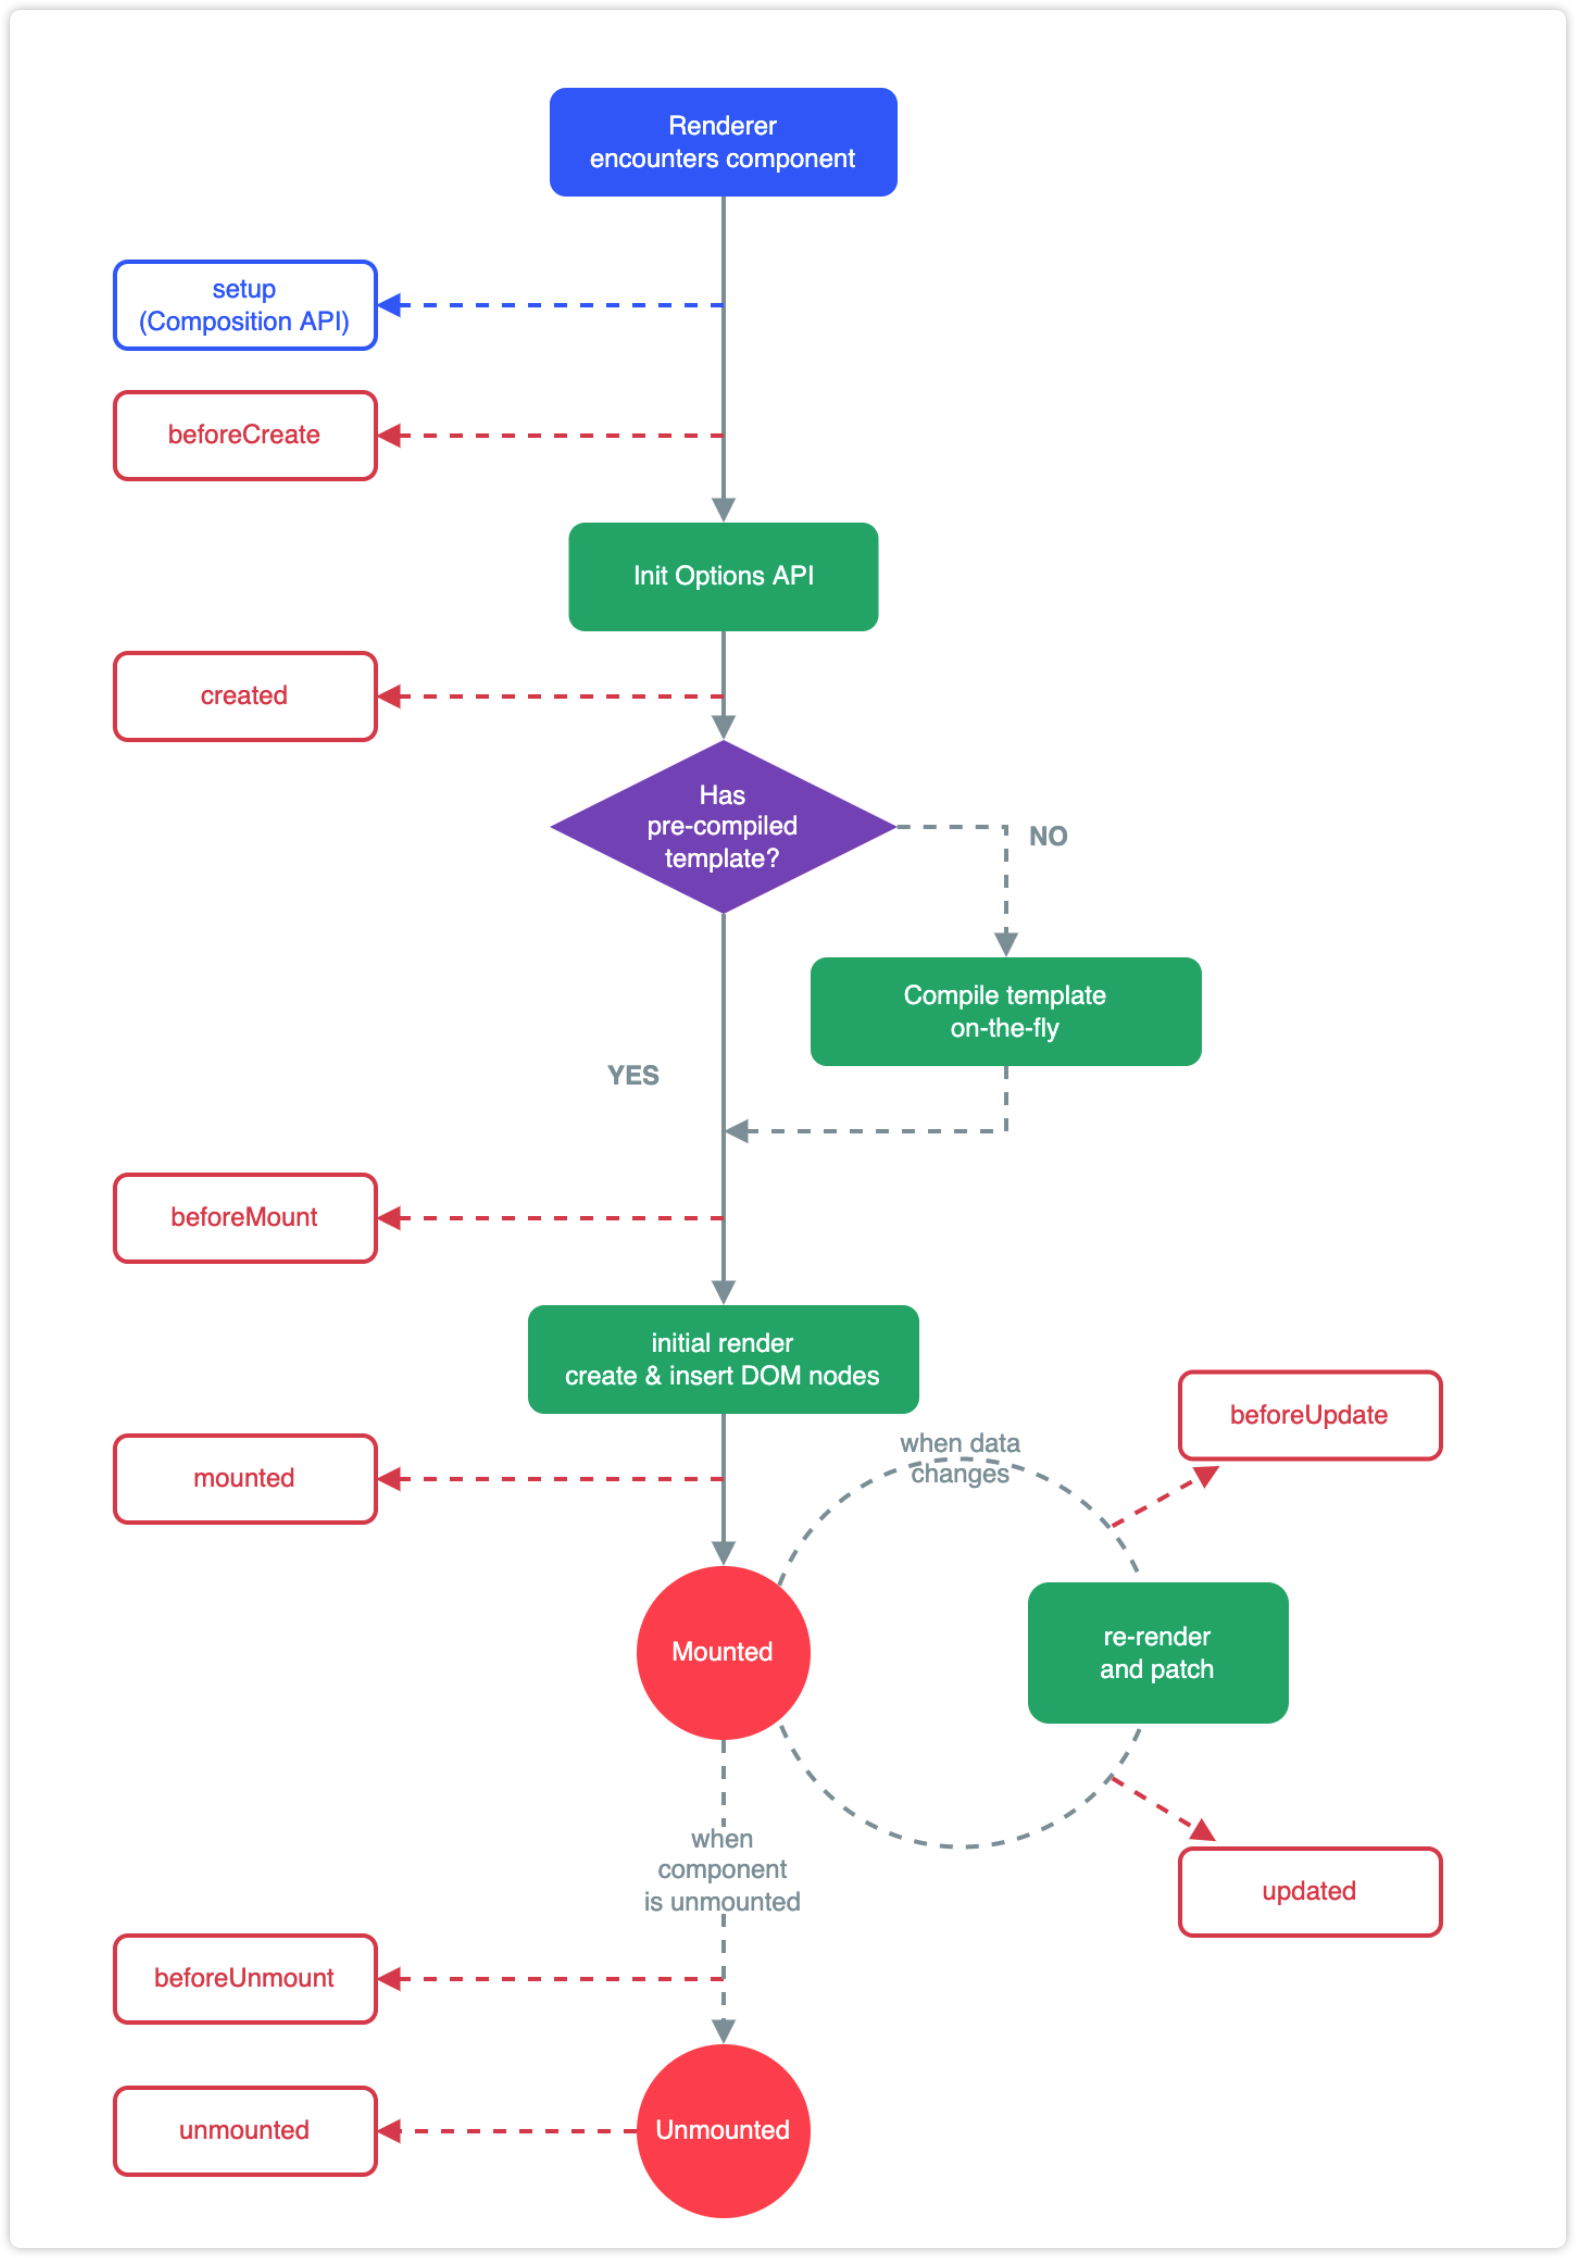 Renderer
encounters component
setup
(Composition API)
beforeCreate
Init Options API
created
Has
pre-compiled
template?
NO
Compile template
on-the-fly
YES
beforeMount
initial render
create & insert DOM nodes
beforeUpdate
when data
changes
mounted
Mounted
re-render
and patch
when
component
is unmounted
updated
beforeUnmount
unmounted
Unmounted